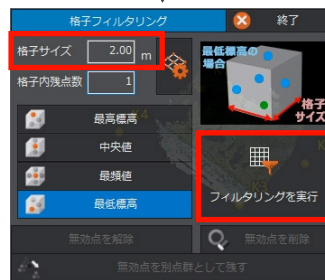 格子フィルタリング
終了
格子サイズ 2.00 m
格子内残点数 1
最低標高の
場合
格子
サイズ
最高標高
中央値
最頻値
最低標高
フィルタリングを実行
無効点を解除
無効点を削除
無効点を別点群として残す